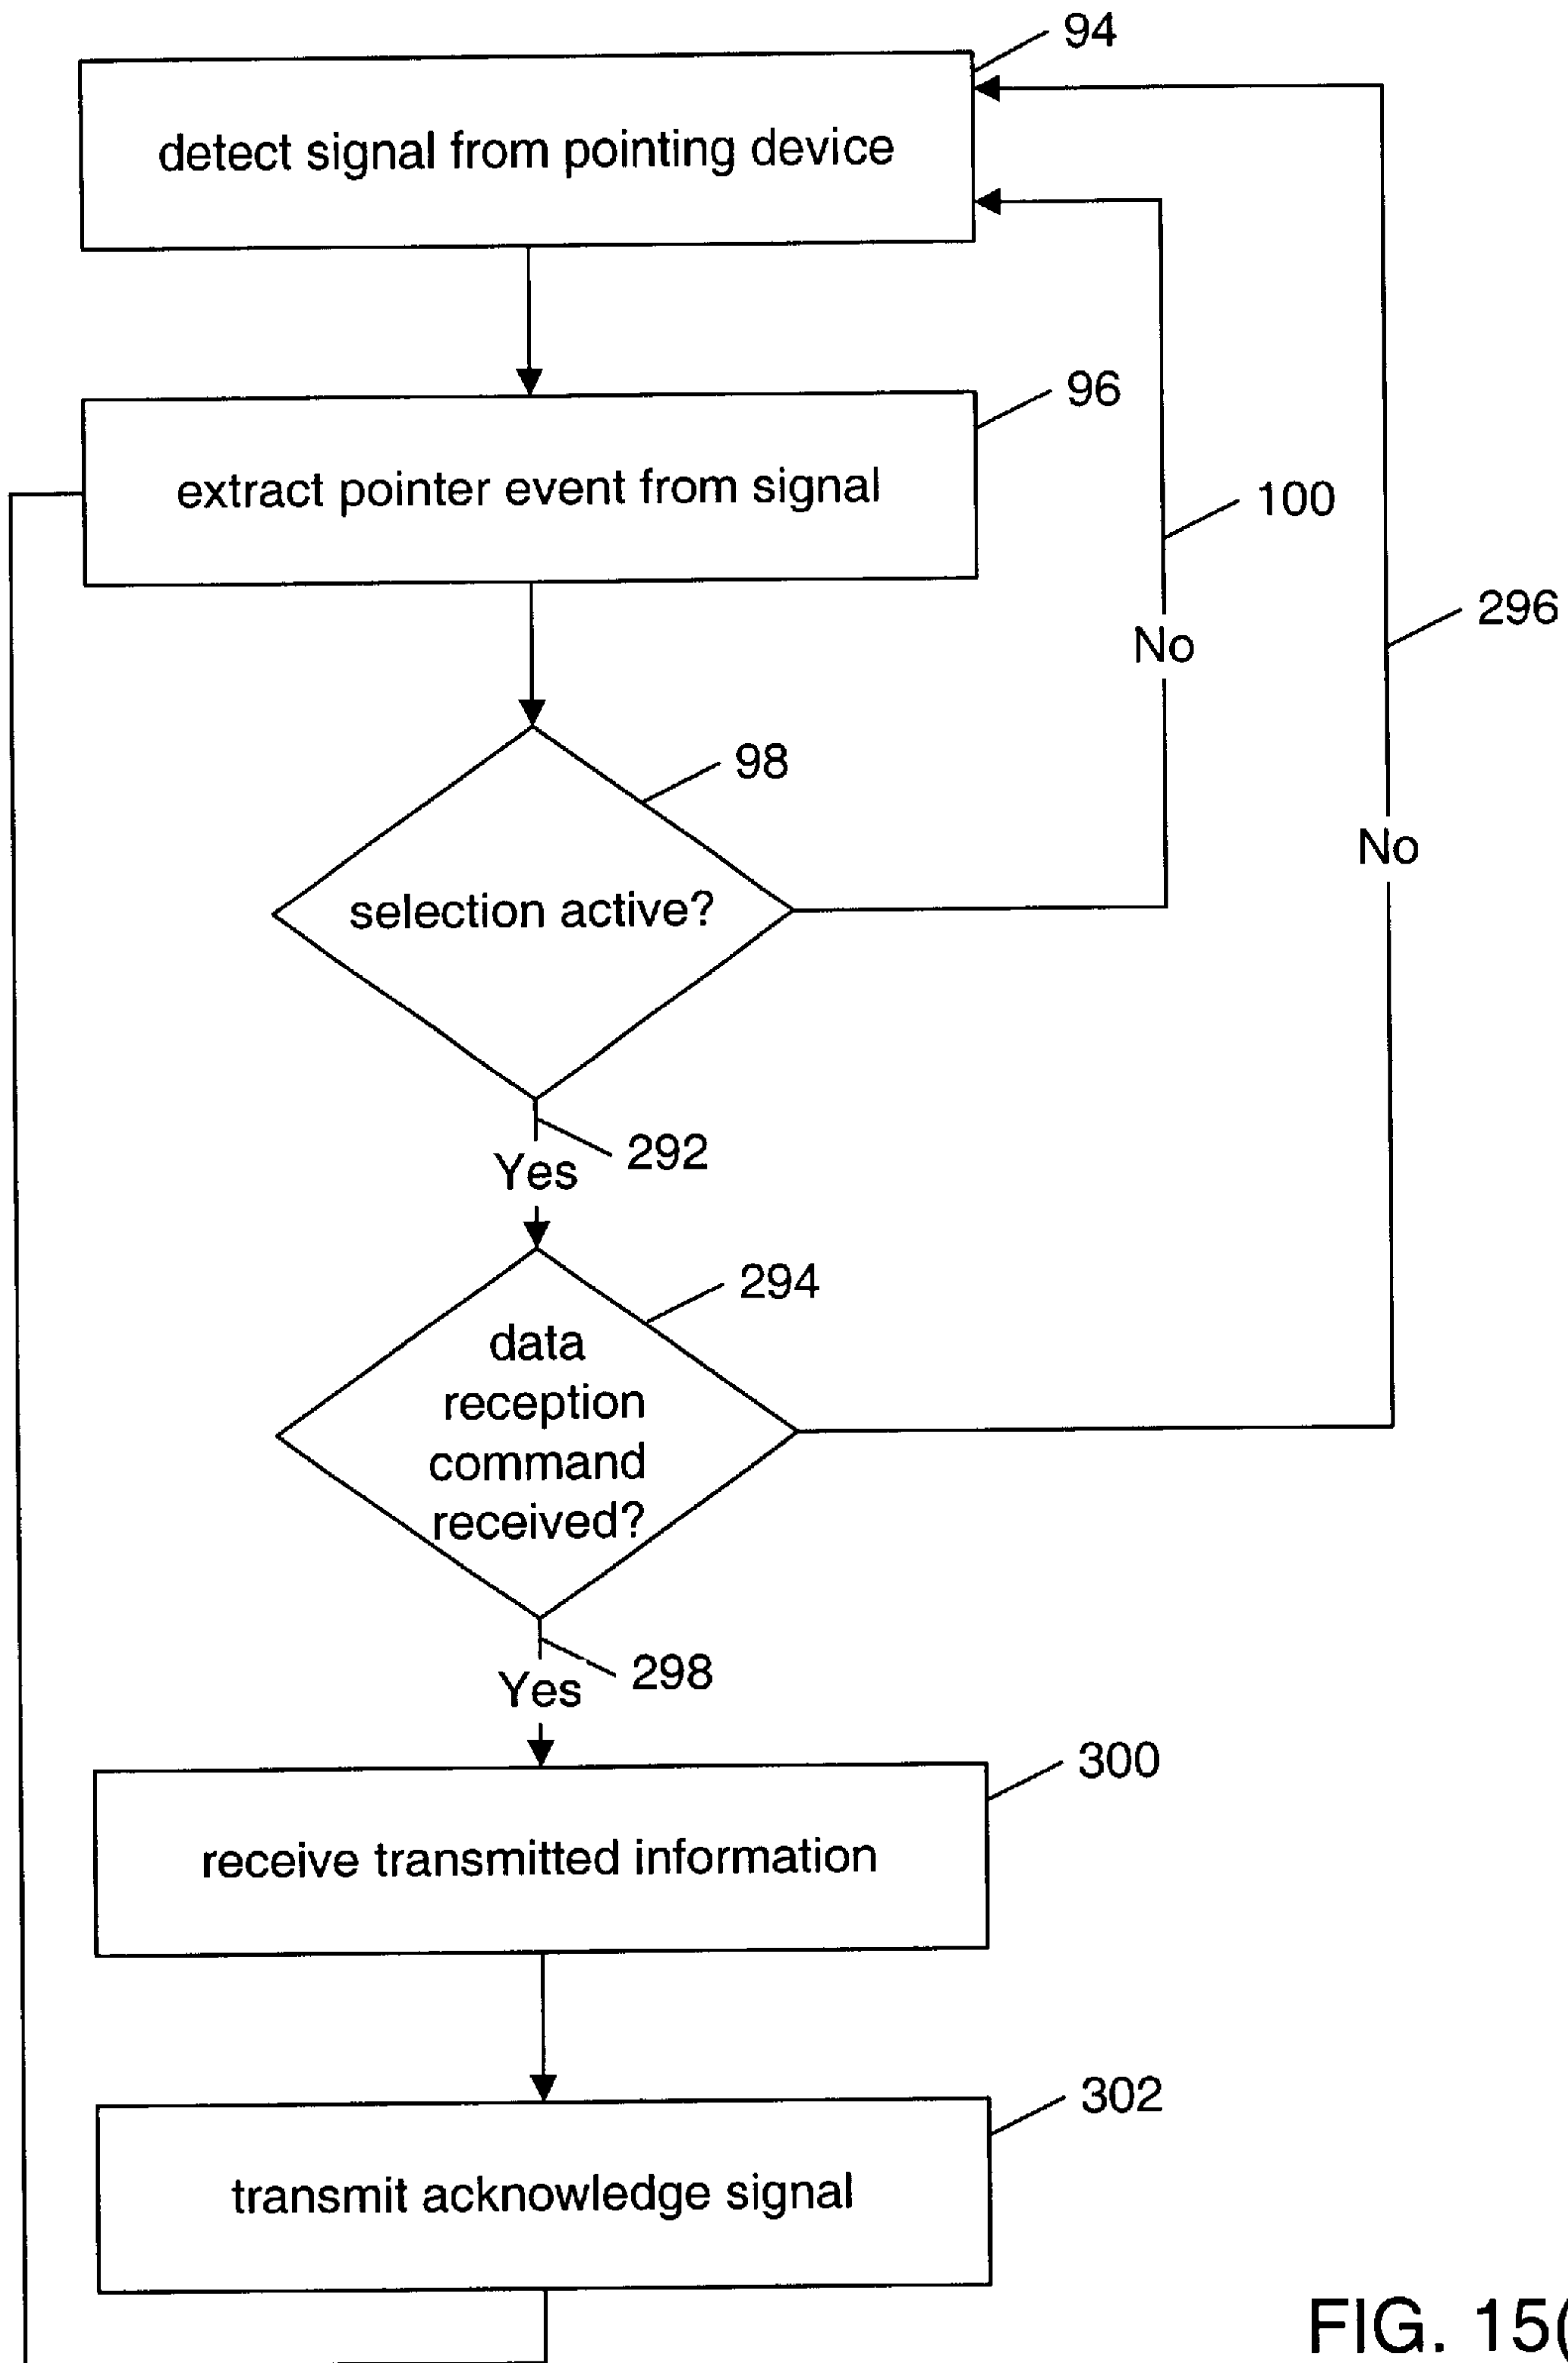 94
detect signal from pointing device
96
extract pointer event from signal
100
296
No
98
No
selection active?
292
Yes
294
data
reception
command
received?
298
Yes
300
receive transmitted information
302
transmit acknowledge signal
FIG. 15(